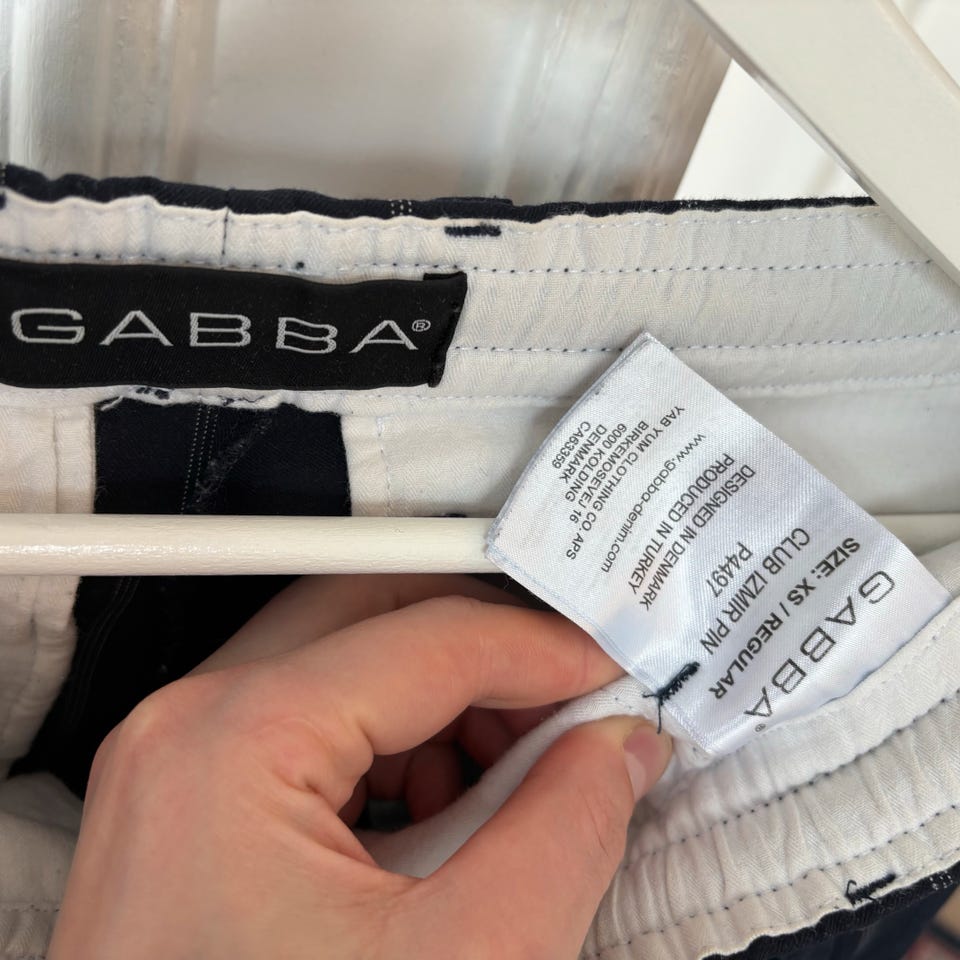 GABBA®
GABBA®
SIZE: XS / REGULAR
CLUB IZMIR PIN
P4497
DESIGNED IN DENMARK
PRODUCED IN TURKEY
www.gabba-denim.com
YAB YUM CLOTHING CO. APS
BIRKEMOSEVEJ 16
6000 KOLDING
DENMARK
CA63359